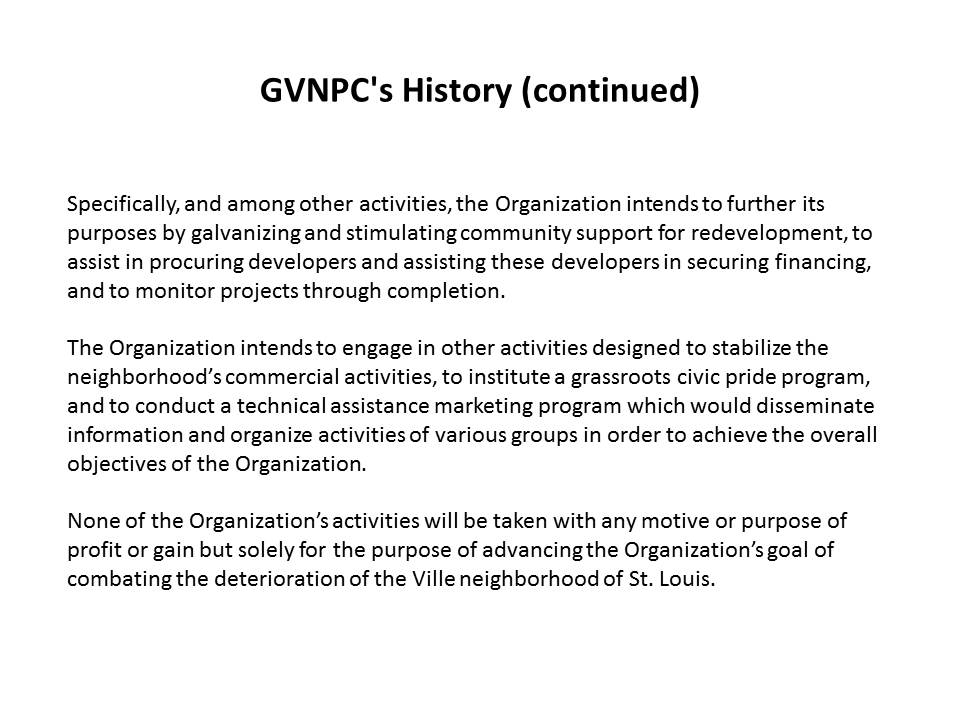 GVNPC's History (continued)
Specifically, and among other activities, the Organization intends to further its
purposes by galvanizing and stimulating community support for redevelopment, to
assist in procuring developers and assisting these developers in securing financing,
and to monitor projects through completion.
The Organization intends to engage in other activities designed to stabilize the
neighborhood’s commercial activities, to institute a grassroots civic pride program,
and to conduct a technical assistance marketing program which would disseminate
information and organize activities of various groups in order to achieve the overall
objectives of the Organization.
None of the Organization’s activities will be taken with any motive or purpose of
profit or gain but solely for the purpose of advancing the Organization’s goal of
combating the deterioration of the Ville neighborhood of St. Louis.